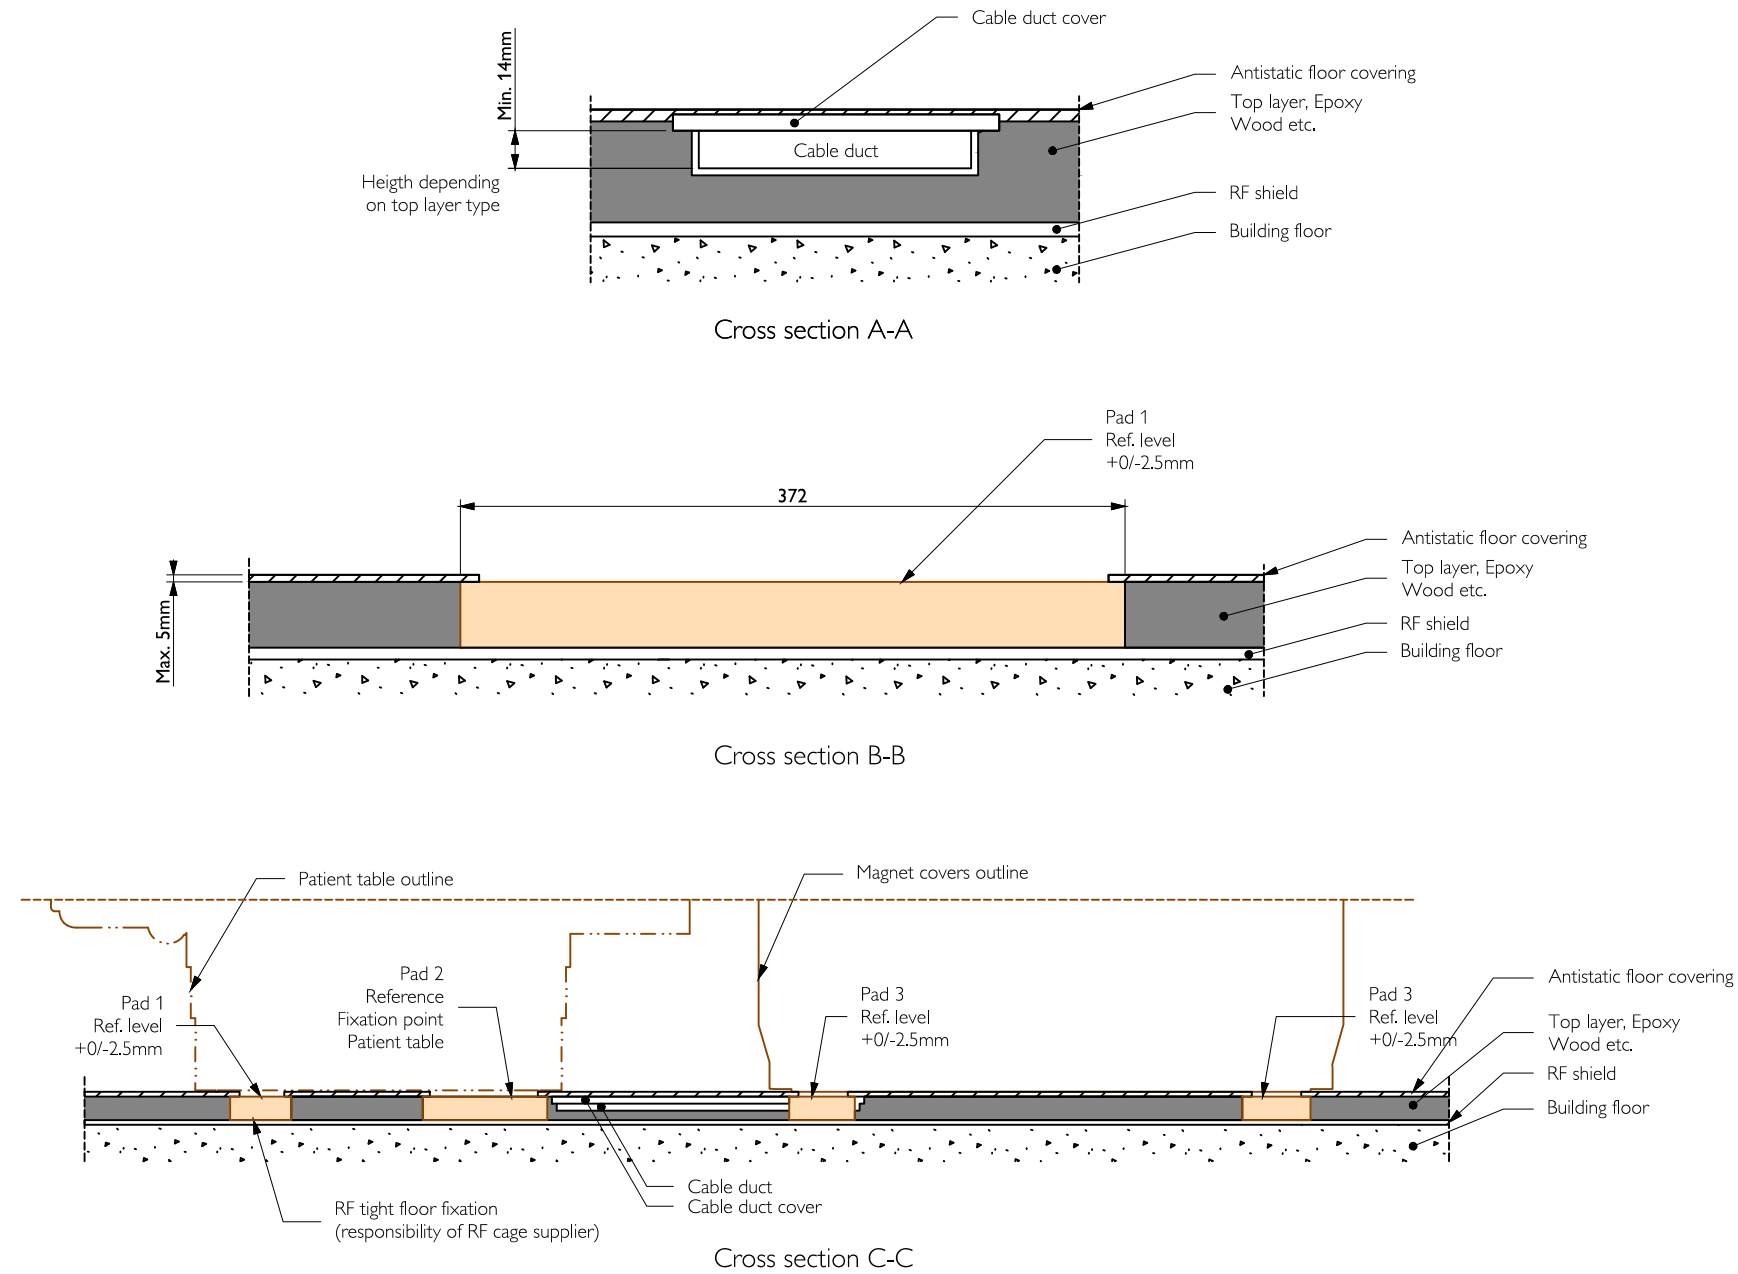 Cable duct cover
Min. 14mm
Antistatic floor covering
Top layer, Epoxy
Wood etc.
Cable duct
Heigth depending
on top layer type
RF shield
Building floor
Cross section A-A
Pad 1
Ref. level
+0/-2.5mm
372
Antistatic floor covering
Top layer, Epoxy
Wood etc.
Max. 5mm
RF shield
Building floor
Cross section B-B
Patient table outline
Magnet covers outline
Pad 1
Ref. level
+0/-2.5mm
Pad 2
Reference
Fixation point
Patient table
Pad 3
Ref. level
+0/-2.5mm
Pad 3
Ref. level
+0/-2.5mm
Antistatic floor covering
Top layer, Epoxy
Wood etc.
RF shield
Building floor
Cable duct
Cable duct cover
RF tight floor fixation
(responsibility of RF cage supplier)
Cross section C-C